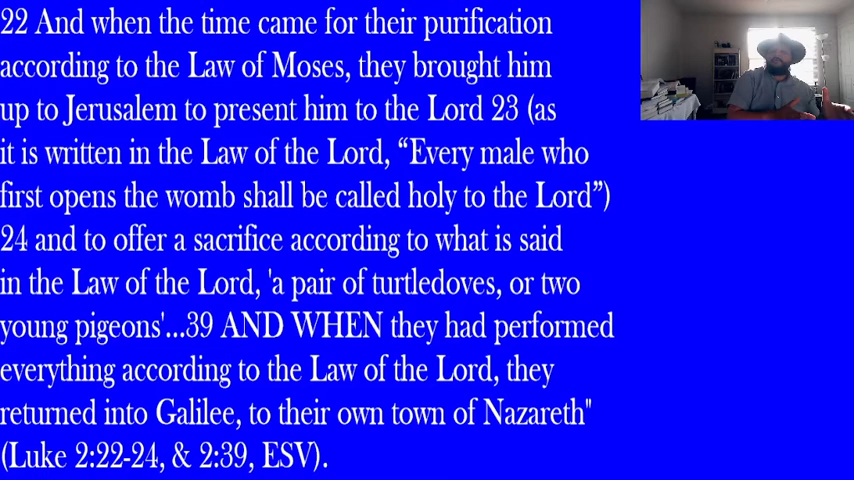 22 And when the time came for their purification
according to the Law of Moses, they brought him
up to Jerusalem to present him to the Lord 23 (as
it is written in the Law of the Lord, “Every male who
first opens the womb shall be called holy to the Lord”)
24 and to offer a sacrifice according to what is said
in the Law of the Lord, 'a pair of turtledoves, or two
young pigeons'...39 AND WHEN they had performed
everything according to the Law of the Lord, they
returned into Galilee, to their own town of Nazareth"
(Luke 2:22-24, & 2:39, ESV).